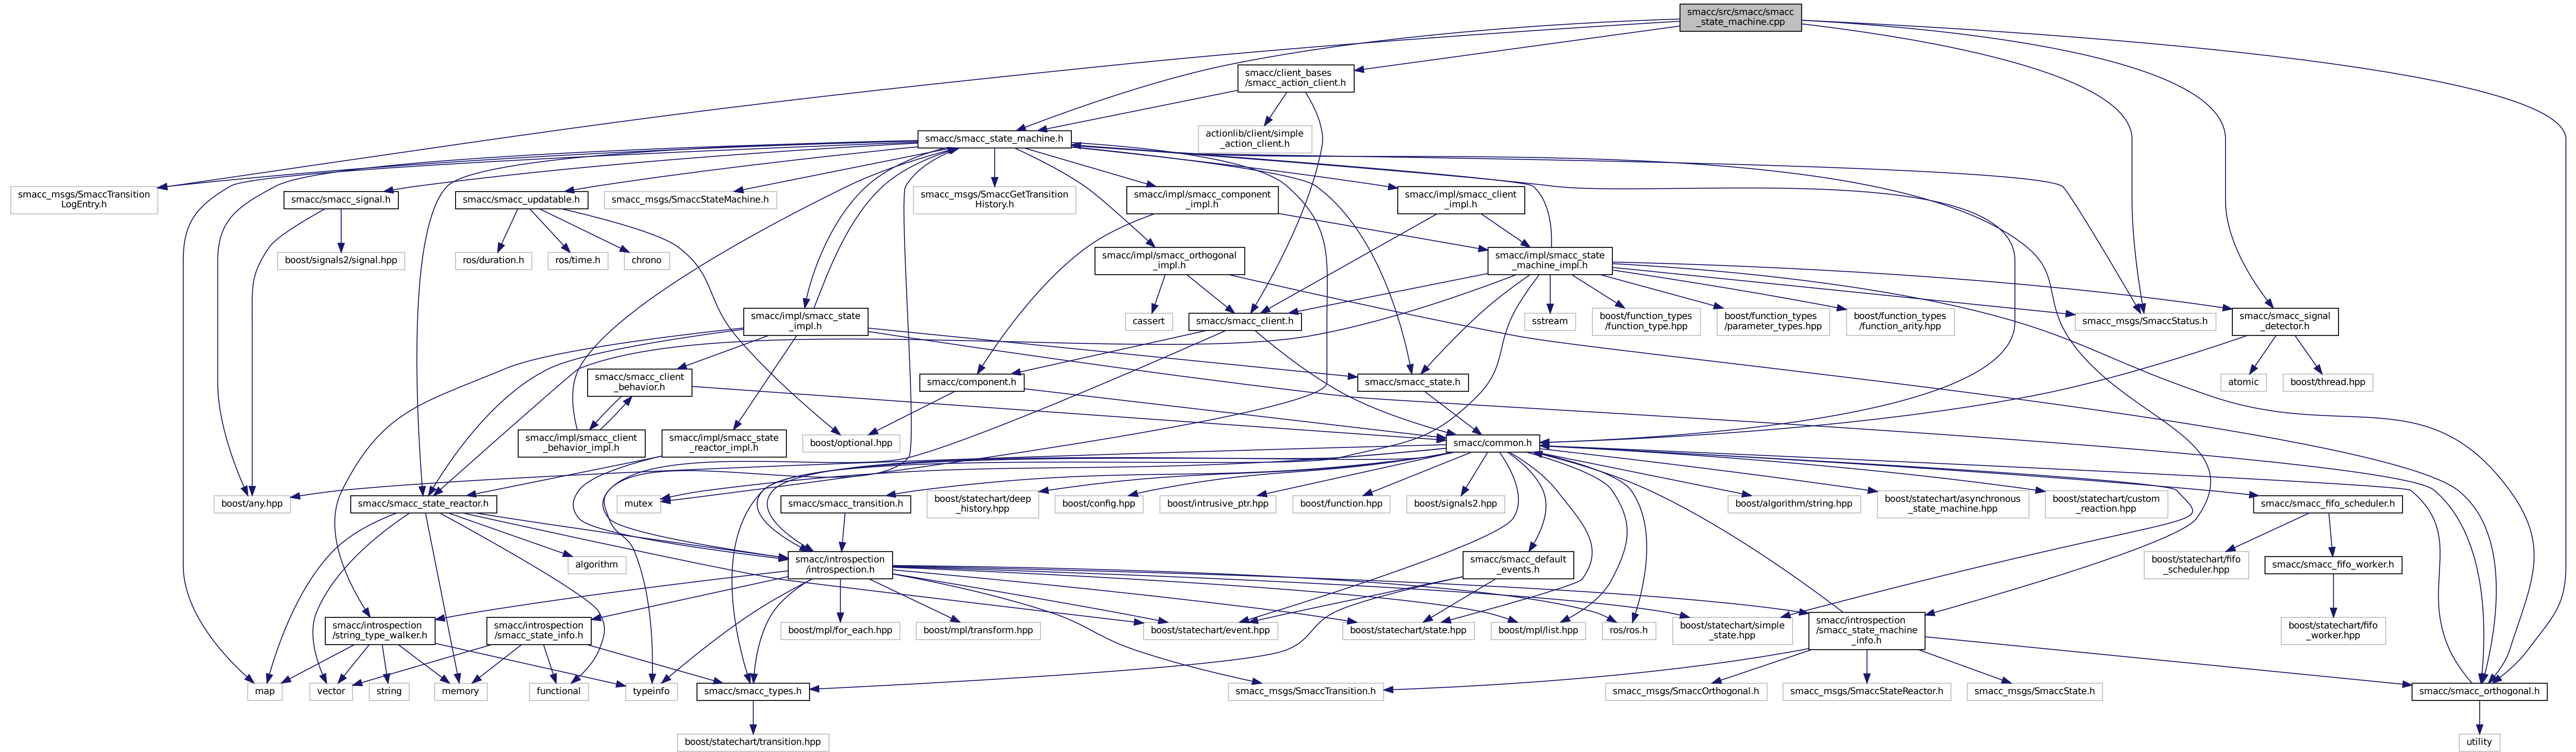 smacc/src/smacc/smacc
_state_machine.cpp
smacc/client_bases
/smacc_action_client.h
actionlib/client/simple
_action_client.h
smacc/smacc_state_machine.h
smacc_msgs/SmaccTransition
LogEntry.h
smacc/smacc_signal.h
smacc/smacc_updatable.h
smacc_msgs/SmaccStateMachine.h
smacc_msgs/SmaccGetTransition
History.h
smacc/impl/smacc_component
_impl.h
smacc/impl/smacc_client
_impl.h
boost/signals2/signal.hpp
ros/duration.h
ros/time.h
chrono
smacc/impl/smacc_orthogonal
_impl.h
smacc/impl/smacc_state
_machine_impl.h
smacc/impl/smacc_state
_impl.h
cassert
smacc/smacc_client.h
sstream
boost/function_types
/function_type.hpp
boost/function_types
/parameter_types.hpp
boost/function_types
/function_arity.hpp
smacc_msgs/SmaccStatus.h
smacc/smacc_signal
_detector.h
smacc/smacc_client
_behavior.h
smacc/component.h
smacc/smacc_state.h
atomic
boost/thread.hpp
smacc/impl/smacc_client
_behavior_impl.h
smacc/impl/smacc_state
_reactor_impl.h
boost/optional.hpp
smacc/common.h
boost/any.hpp
smacc/smacc_state_reactor.h
mutex
smacc/smacc_transition.h
boost/statechart/deep
_history.hpp
boost/config.hpp
boost/intrusive_ptr.hpp
boost/function.hpp
boost/signals2.hpp
boost/algorithm/string.hpp
boost/statechart/asynchronous
_state_machine.hpp
boost/statechart/custom
_reaction.hpp
smacc/smacc_fifo_scheduler.h
algorithm
smacc/introspection
/introspection.h
smacc/smacc_default
_events.h
boost/statechart/fifo
_scheduler.hpp
smacc/smacc_fifo_worker.h
smacc/introspection
/string_type_walker.h
smacc/introspection
/smacc_state_info.h
boost/mpl/for_each.hpp
boost/mpl/transform.hpp
boost/statechart/event.hpp
boost/statechart/state.hpp
boost/mpl/list.hpp
ros/ros.h
boost/statechart/simple
_state.hpp
smacc/introspection
/smacc_state_machine
_info.h
boost/statechart/fifo
_worker.hpp
map
vector
string
memory
functional
typeinfo
smacc/smacc_types.h
smacc_msgs/SmaccTransition.h
smacc_msgs/SmaccOrthogonal.h
smacc_msgs/SmaccStateReactor.h
smacc_msgs/SmaccState.h
smacc/smacc_orthogonal.h
boost/statechart/transition.hpp
utility